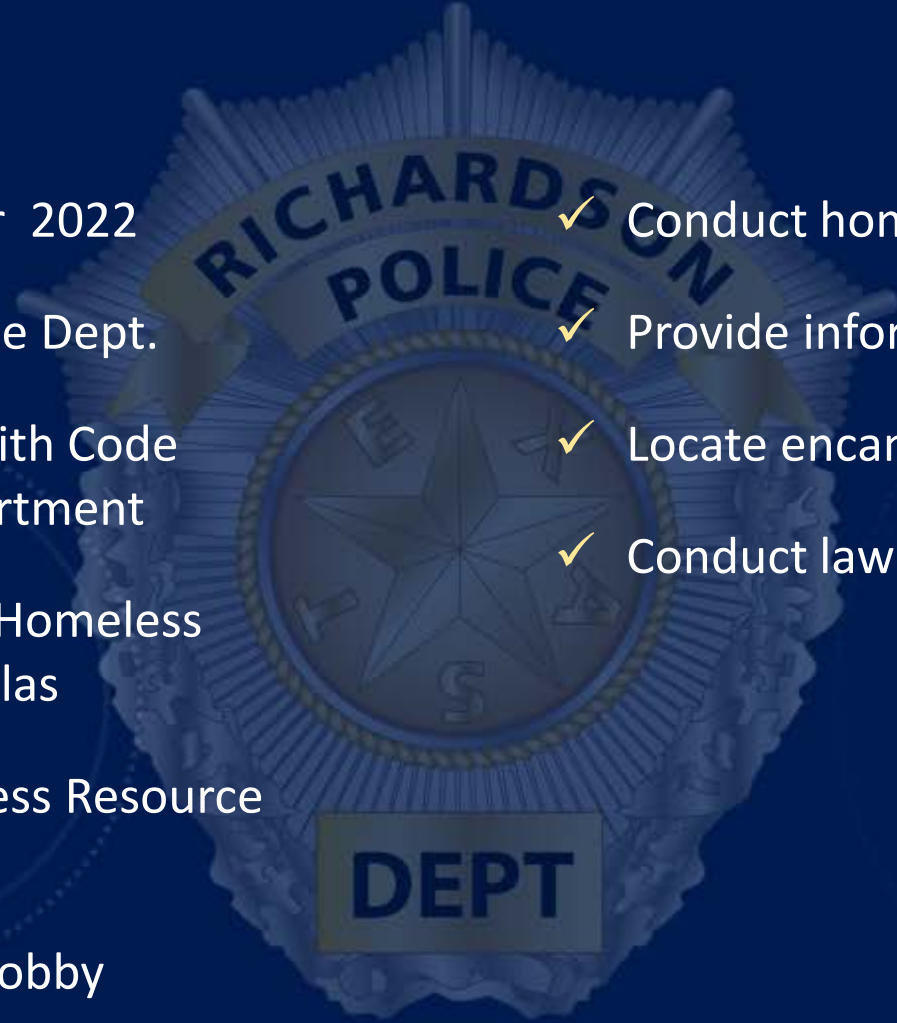 RICHARDSON
POLICE
TEXAS
DEPT
r 2022
e Dept.
ith Code
rtment
Homeless
las
ess Resource
obby
✓ Conduct hon
✓ Provide infor
✓ Locate encar
✓ Conduct law